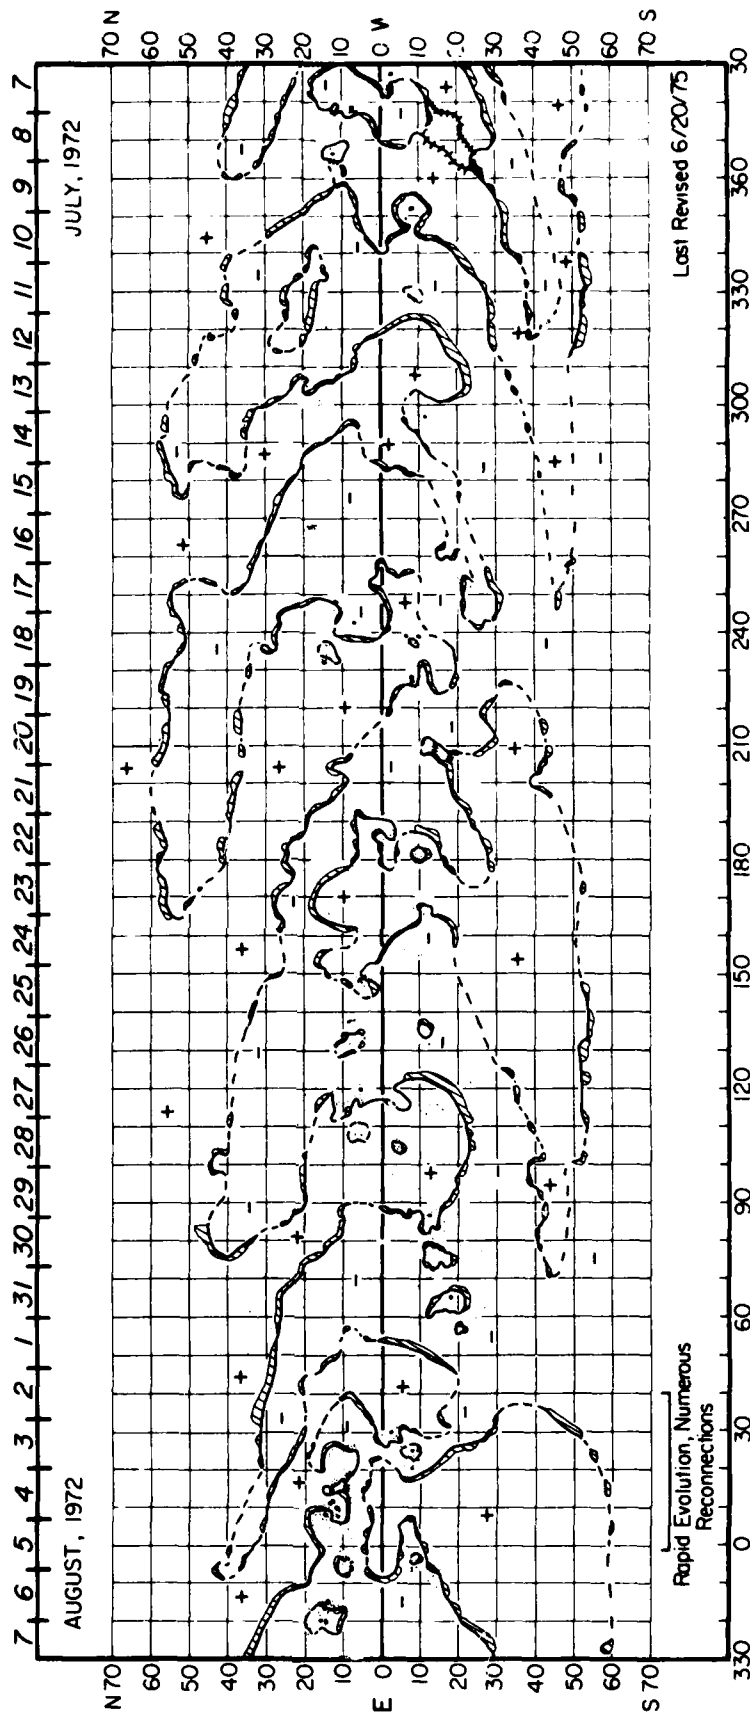 7 6 5 4 3 2 1 31 30 29 28 27 26 25 24 23 22 21 20 19 18 17 16 15 14 13 12 11 10 9 8 7
AUGUST, 1972 JULY, 1972
N 70 70 N
60 60
50 50
40 40
30 30
20 20
10 10
E 0 0 W
10 10
20 20
30 30
40 40
50 50
60 60
S 70 70 S
Rapid Evolution, Numerous
Reconnections
Last Revised 6/20/75
330 0 30 60 90 120 150 180 210 240 270 300 330 360 30